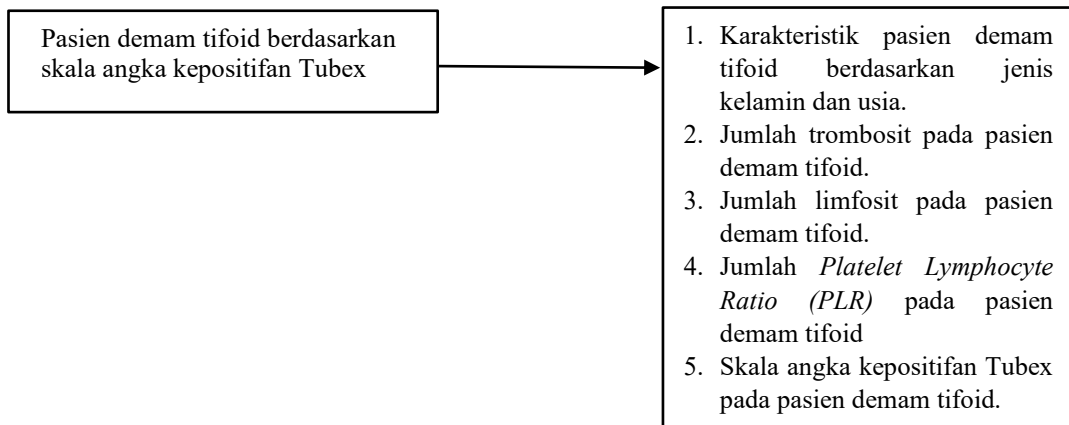 Pasien demam tifoid berdasarkan
skala angka kepositifan Tubex
1. Karakteristik pasien demam
tifoid berdasarkan jenis
kelamin dan usia.
2. Jumlah trombosit pada pasien
demam tifoid.
3. Jumlah limfosit pada pasien
demam tifoid.
4. Jumlah Platelet Lymphocyte
Ratio (PLR) pada pasien
demam tifoid
5. Skala angka kepositifan Tubex
pada pasien demam tifoid.